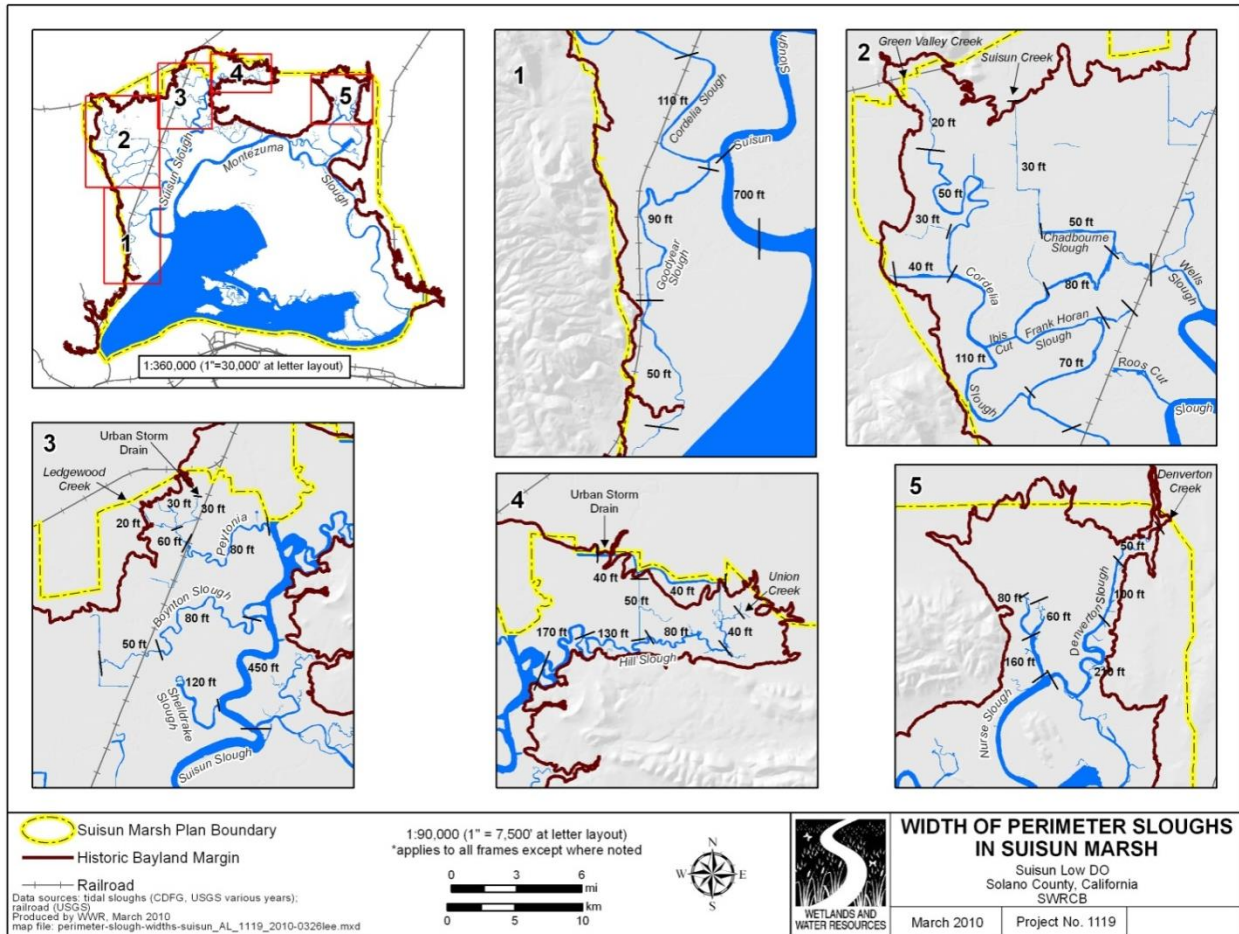 1
2
3
4
5
Suisun Slough
Montezuma
Slough
1:360,000 (1"=30,000' at letter layout)
1
110 ft
Cordelia Slough
Slough
Suisun
700 ft
90 ft
Goodyear
Slough
50 ft
2
Green Valley Creek
Suisun Creek
20 ft
30 ft
50 ft
30 ft
50 ft
Chadbourne
Slough
40 ft
Cordelia
80 ft
Wells
Slough
Ibis
Cut
Frank Horan
Slough
110 ft
70 ft
Roos Cut
Slough
Slough
3
Urban Storm
Drain
Ledgewood
Creek
30 ft
20 ft
30 ft
60 ft
Peytonia
80 ft
Boynton Slough
80 ft
50 ft
450 ft
120 ft
Shelldrake
Slough
Suisun Slough
4
Urban Storm
Drain
40 ft
40 ft
Union
Creek
50 ft
170 ft
130 ft
80 ft
40 ft
Hill Slough
5
Denverton
Creek
50 ft
80 ft
100 ft
60 ft
Denverton Slough
160 ft
210 ft
Nurse Slough
Suisun Marsh Plan Boundary
Historic Bayland Margin
Railroad
Data sources: tidal sloughs (CDFG, USGS various years);
railroad (USGS)
Produced by WWR, March 2010
map file: perimeter-slough-widths-suisun_AL_1119_2010-0326lee.mxd
1:90,000 (1" = 7,500' at letter layout)
*applies to all frames except where noted
0 3 6
mi
0 5 10
km
N
W E
S
WETLANDS AND
WATER RESOURCES
WIDTH OF PERIMETER SLOUGHS
IN SUISUN MARSH
Suisun Low DO
Solano County, California
SWRCB
March 2010
Project No. 1119